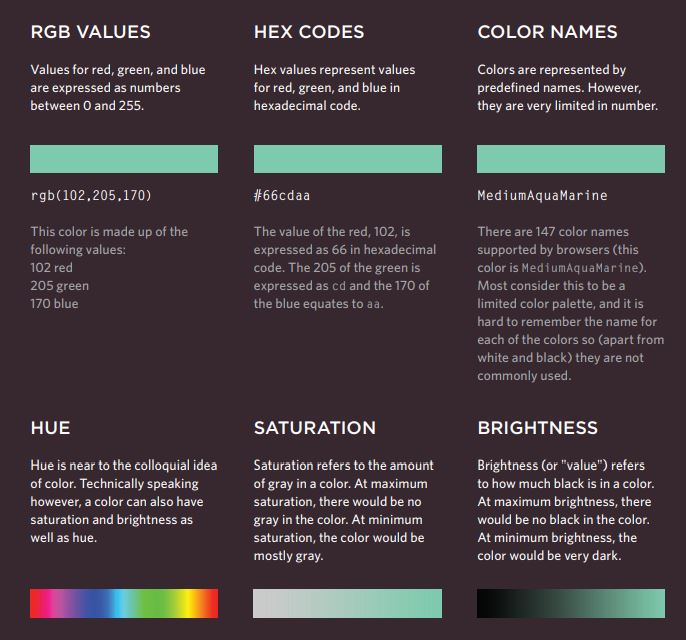 RGB VALUES
Values for red, green, and blue
are expressed as numbers
between 0 and 255.
rgb(102,205,170)
This color is made up of the
following values:
102 red
205 green
170 blue
HEX CODES
Hex values represent values
for red, green, and blue in
hexadecimal code.
#66cdaa
The value of the red, 102, is
expressed as 66 in hexadecimal
code. The 205 of the green is
expressed as cd and the 170 of
the blue equates to aa.
COLOR NAMES
Colors are represented by
predefined names. However,
they are very limited in number.
MediumAquaMarine
There are 147 color names
supported by browsers (this
color is MediumAquaMarine).
Most consider this to be a
limited color palette, and it is
hard to remember the name for
each of the colors so (apart from
white and black) they are not
commonly used.
HUE
Hue is near to the colloquial idea
of color. Technically speaking
however, a color can also have
saturation and brightness as
well as hue.
SATURATION
Saturation refers to the amount
of gray in a color. At maximum
saturation, there would be no
gray in the color. At minimum
saturation, the color would be
mostly gray.
BRIGHTNESS
Brightness (or "value") refers
to how much black is in a color.
At maximum brightness, there
would be no black in the color.
At minimum brightness, the
color would be very dark.